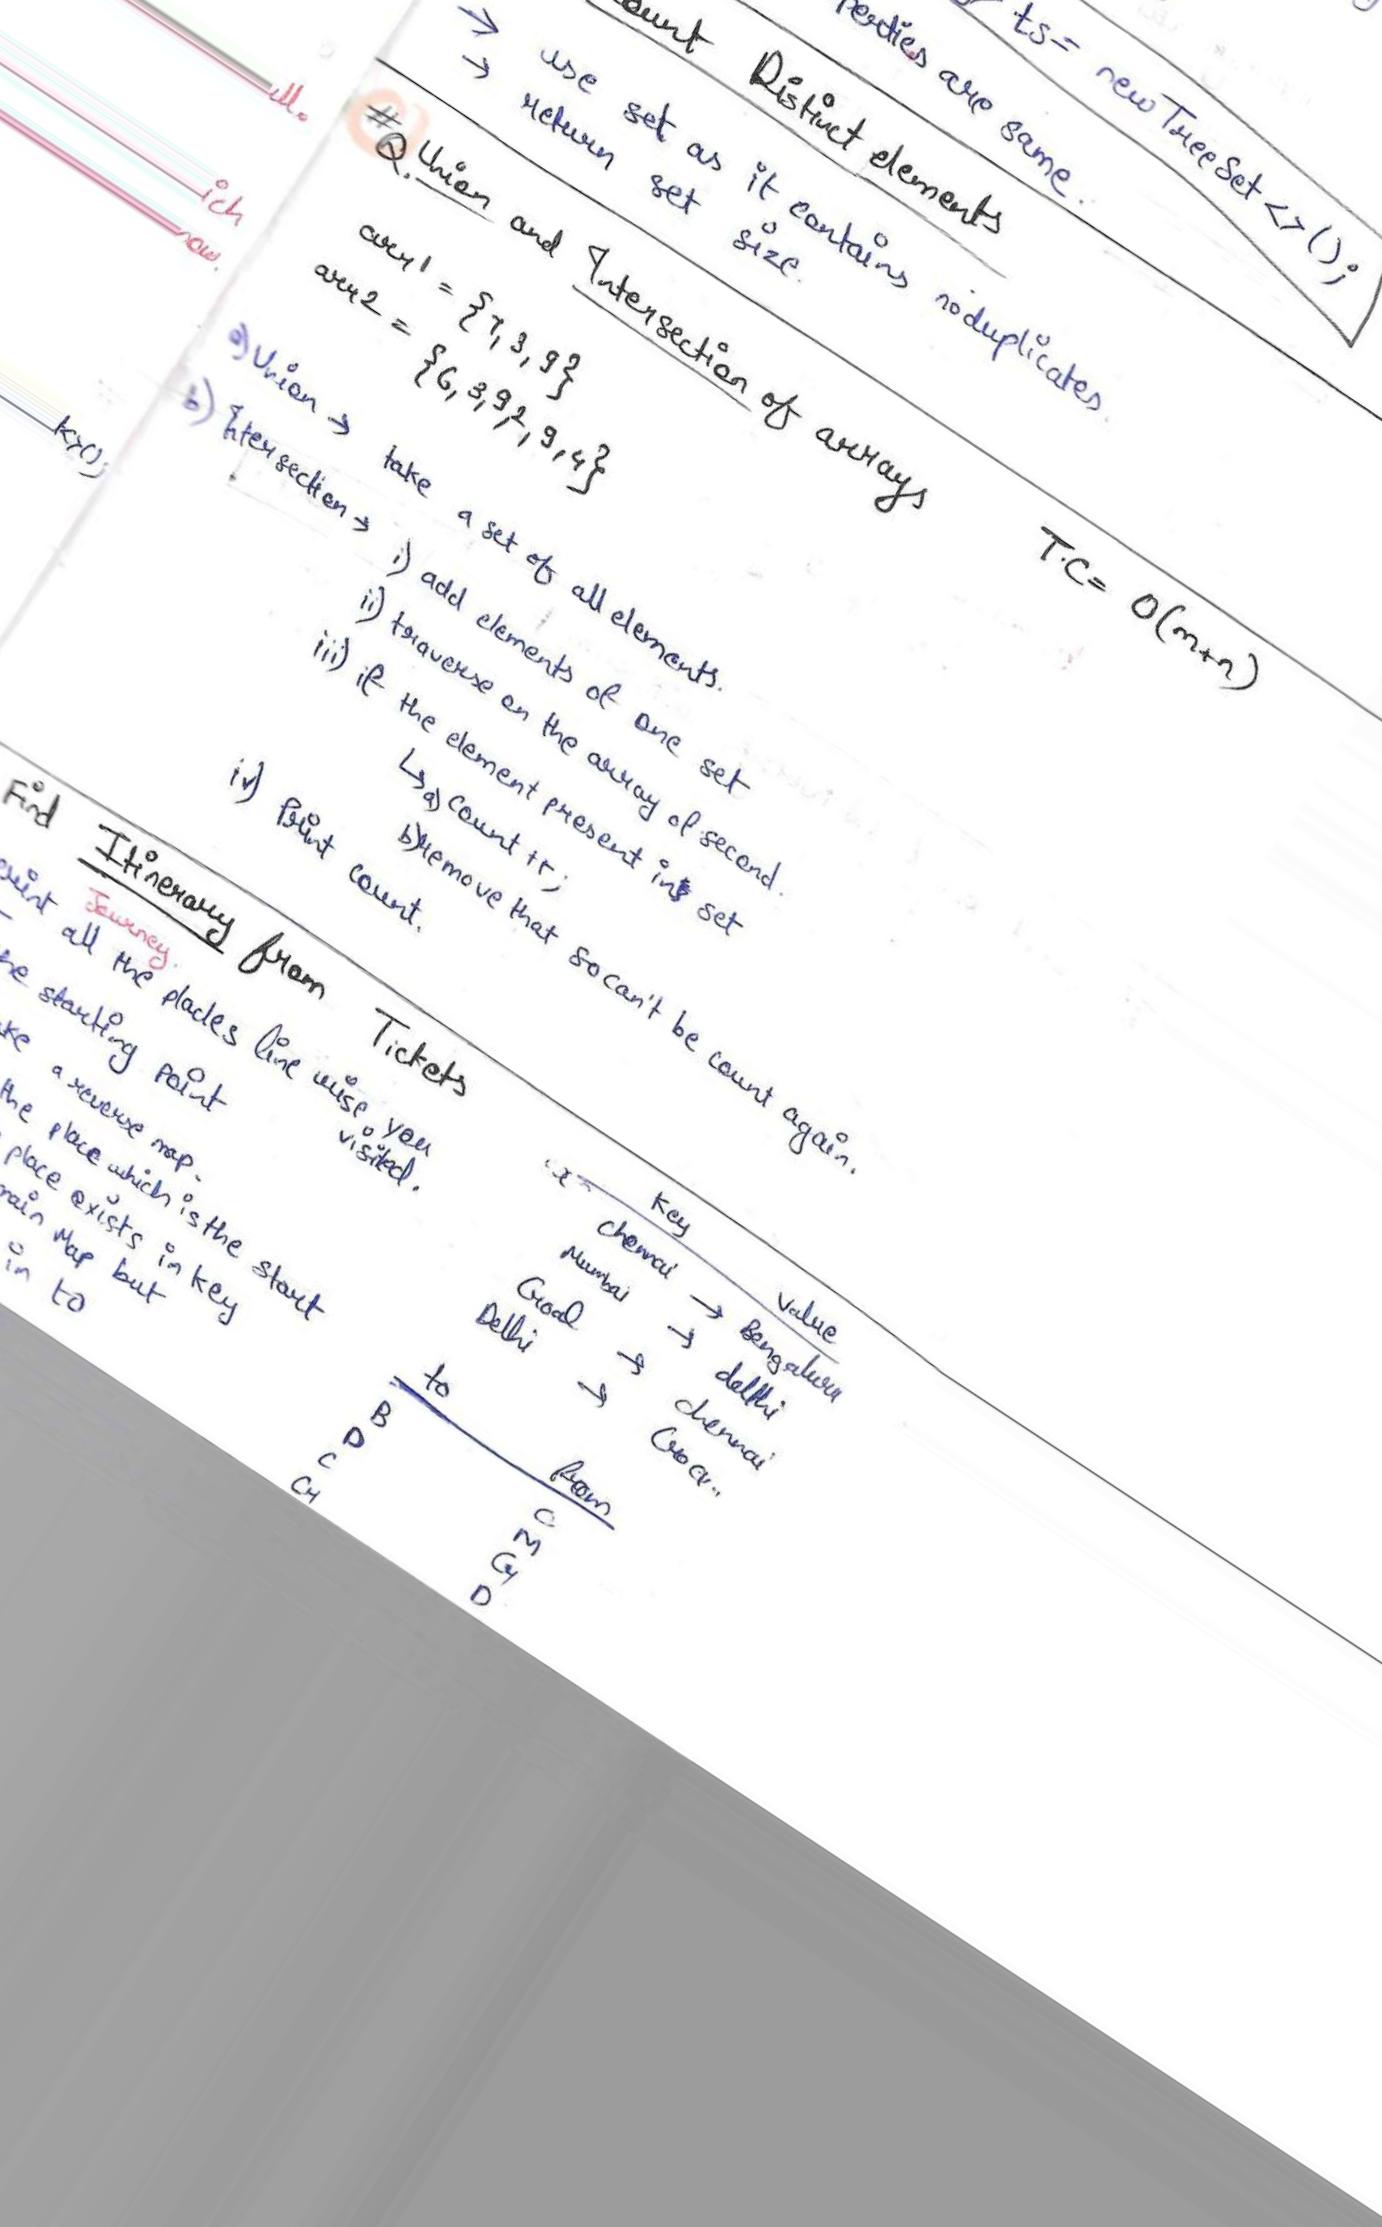 ts = new TreeSet<>();
perties are same.
ount Distinct elements
→ use set as it contains noduplicates.
→ return set size.
# Q. Union and Intersection of arrays T.C = O(m+n)
arr1 = {7, 3, 9}
arr2 = {6, 3, 9, 2, 9, 4}
a) Union → take a set of all elements.
b) Intersection → i) add elements of one set
ii) traverse on the array of second.
iii) if the element present in set
↳ a) Count ++;
b) remove that so can't be count again.
iv) Print count.
Find Itinerary from Tickets
Journey.
all the places line wise you
visited.
starting point
a reverse map.
the place which is the start
place exists in key
main Map but
in to
Key Value
Chennai → Bengaluru
Mumbai → delhi
Goal → chennai
Delhi → Goa..
to from
B C
D M
C G
G D
ll.
ich
now.
k>();